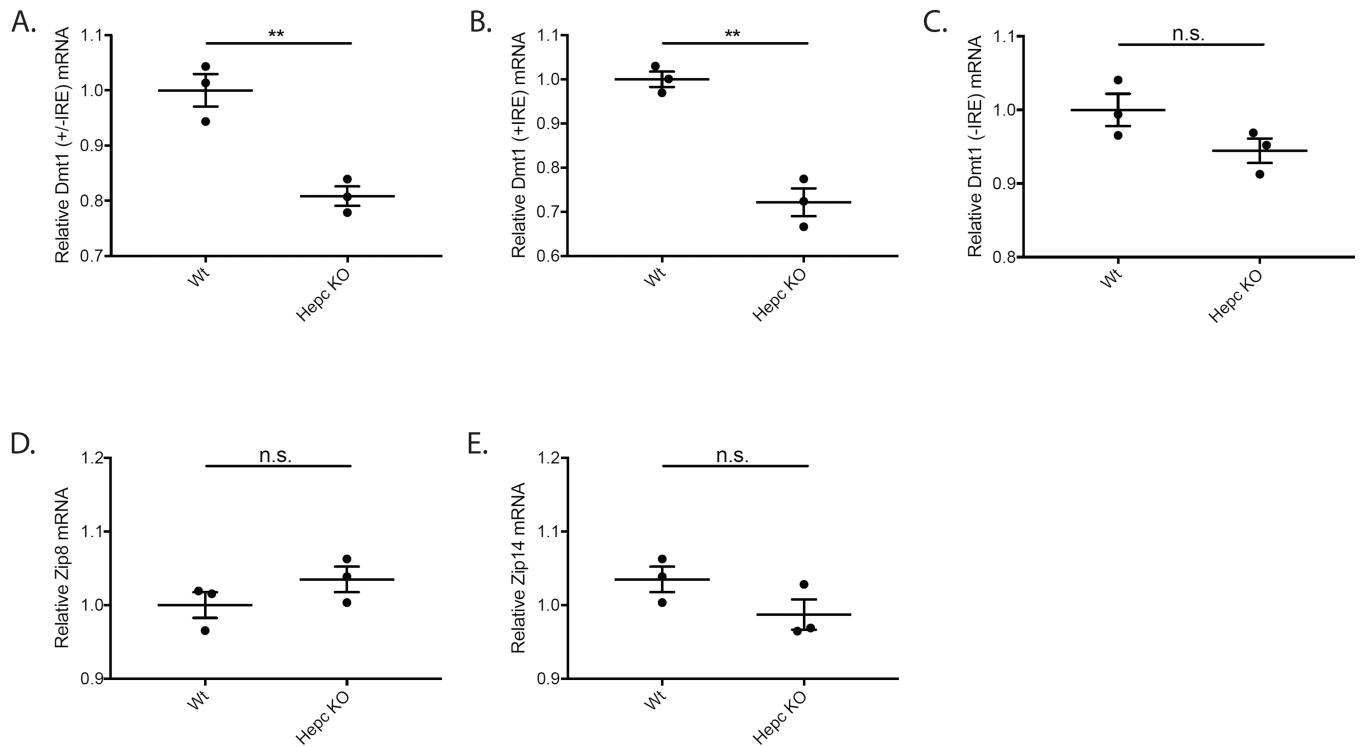 A.
Relative Dmt1 (+/-IRE) mRNA
1.1
1.0
0.9
0.8
0.7
**
Wt
Hepc KO
B.
Relative Dmt1 (+IRE) mRNA
1.1
1.0
0.9
0.8
0.7
0.6
**
Wt
Hepc KO
C.
Relative Dmt1 (-IRE) mRNA
1.1
1.0
0.9
0.8
n.s.
Wt
Hepc KO
D.
Relative Zip8 mRNA
1.2
1.1
1.0
0.9
n.s.
Wt
Hepc KO
E.
Relative Zip14 mRNA
1.2
1.1
1.0
0.9
n.s.
Wt
Hepc KO